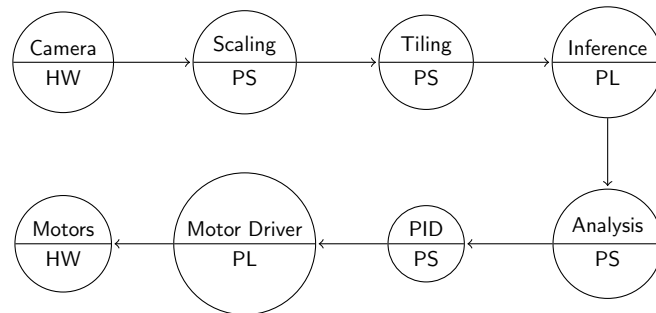 Camera
HW
Scaling
PS
Tiling
PS
Inference
PL
Motors
HW
Motor Driver
PL
PID
PS
Analysis
PS